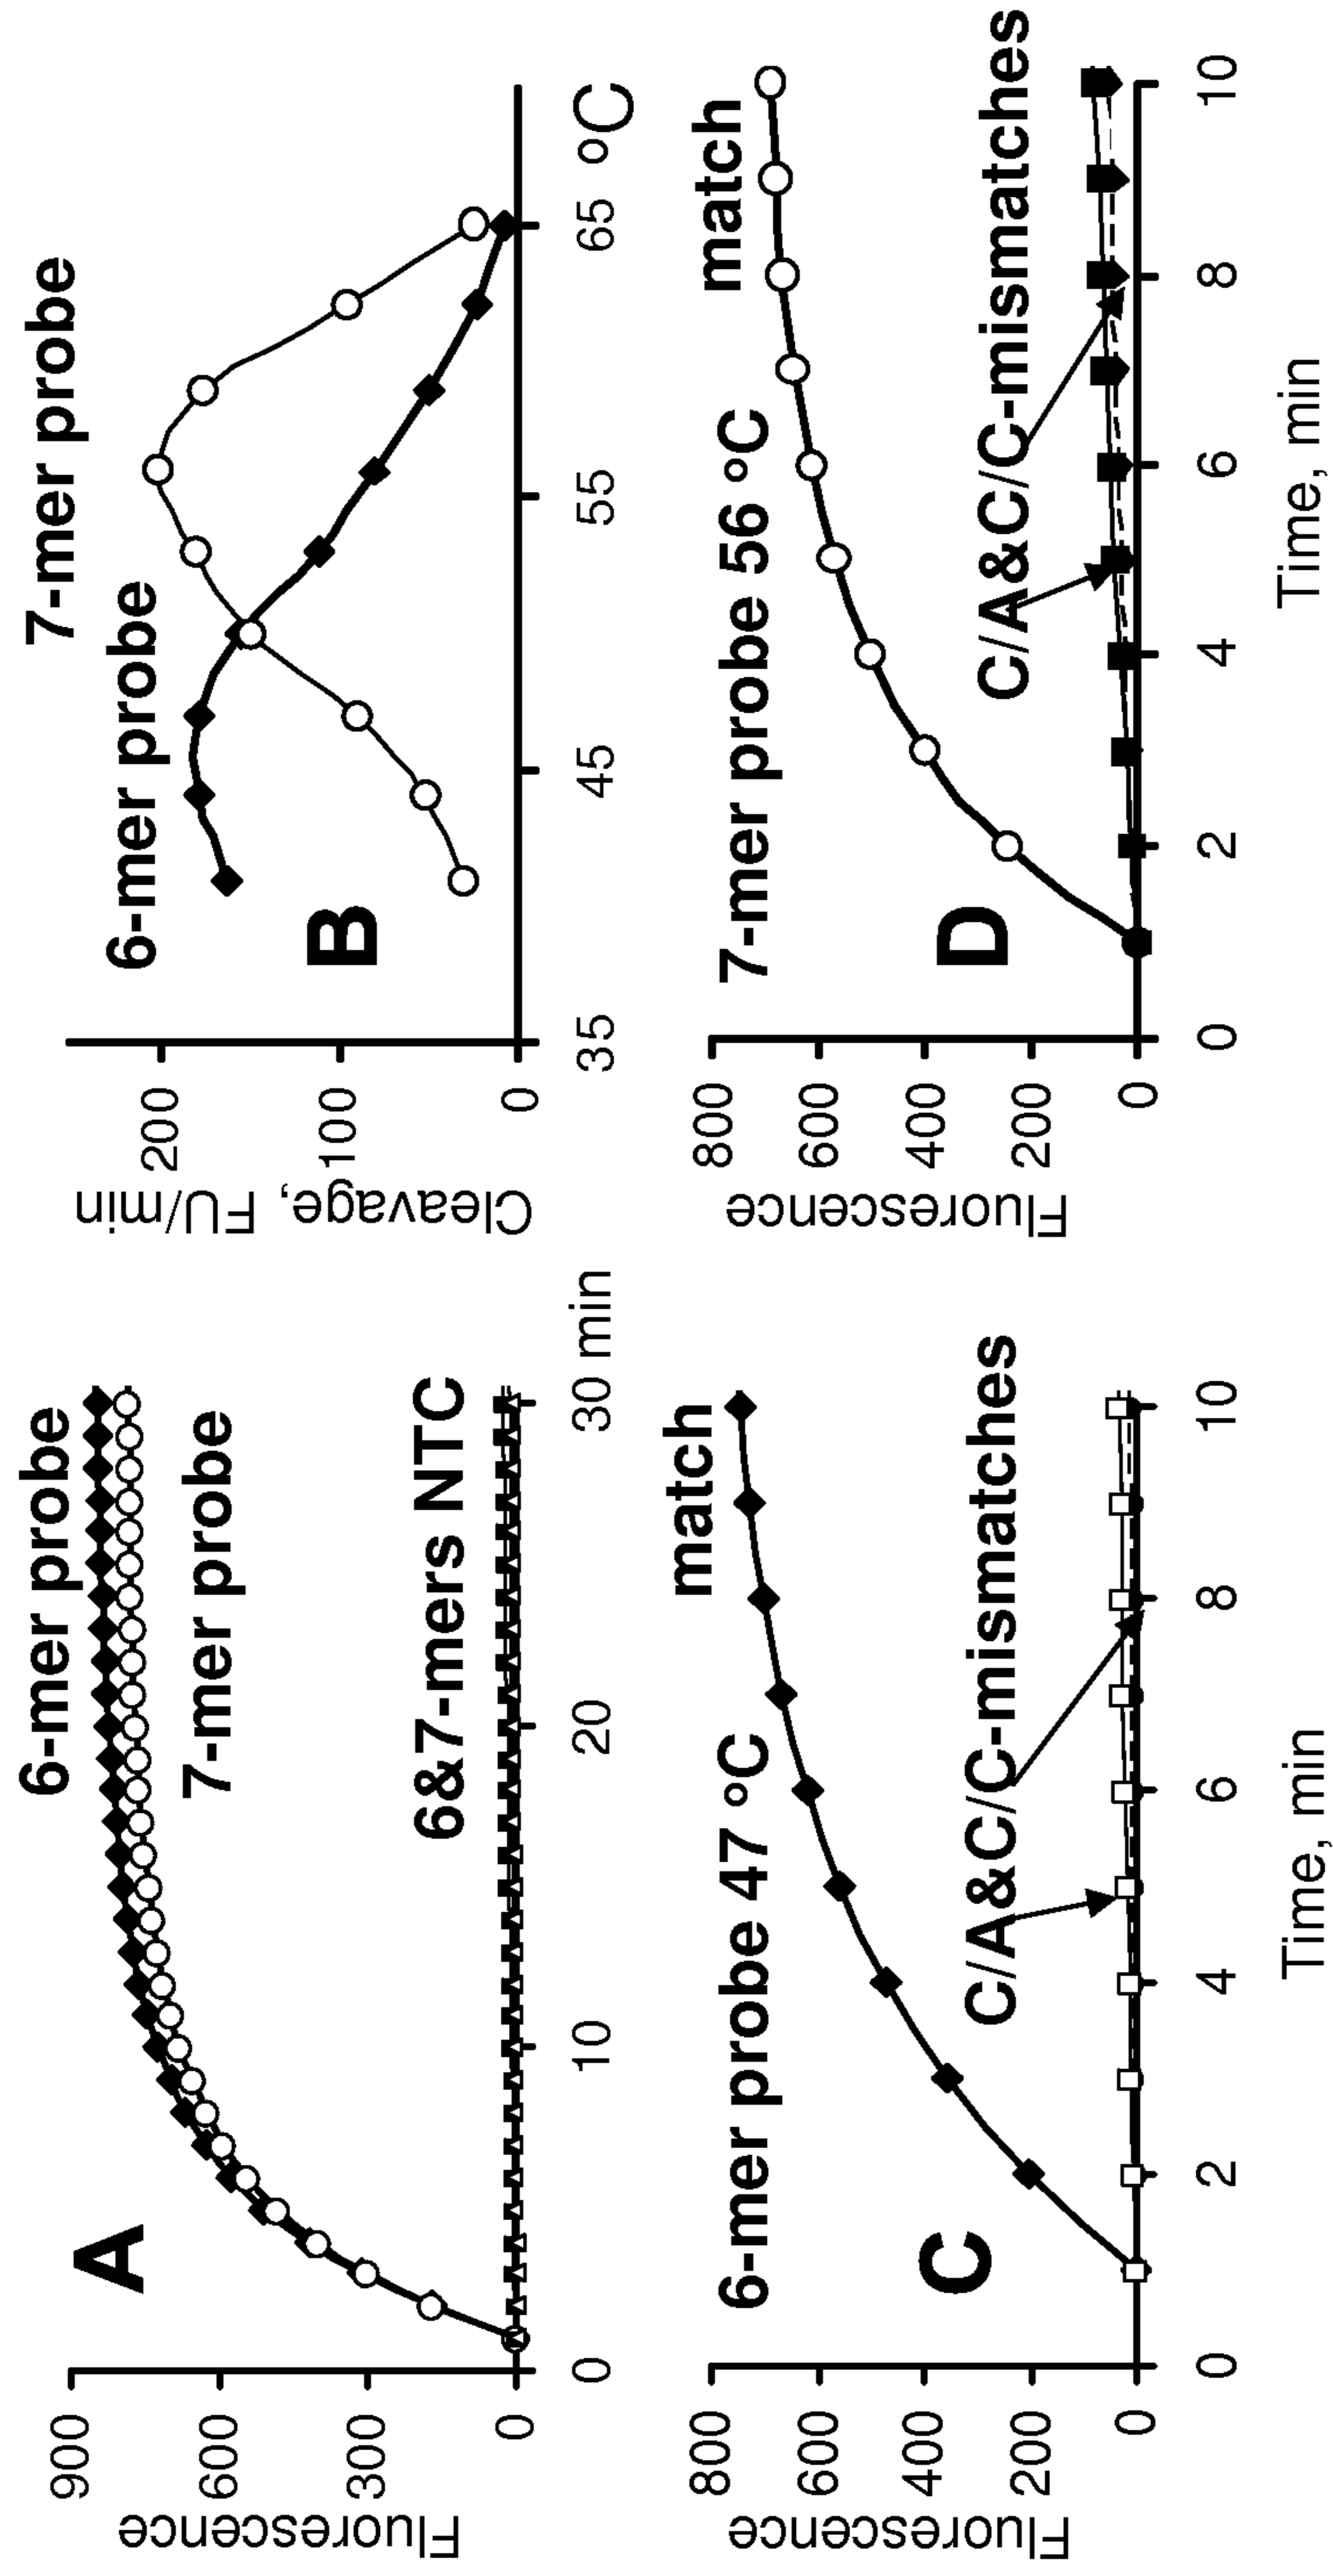 A
6-mer probe
7-mer probe
6&7-mers NTC
Fluorescence
900
600
300
0
0
10
20
30 min
B
7-mer probe
6-mer probe
Cleavage, FU/min
200
100
0
35
45
55
65 °C
C
6-mer probe 47 °C
match
C/A&C/C-mismatches
Fluorescence
800
600
400
200
0
0
2
4
6
8
10
Time, min
D
7-mer probe 56 °C
match
C/A&C/C-mismatches
Fluorescence
800
600
400
200
0
0
2
4
6
8
10
Time, min